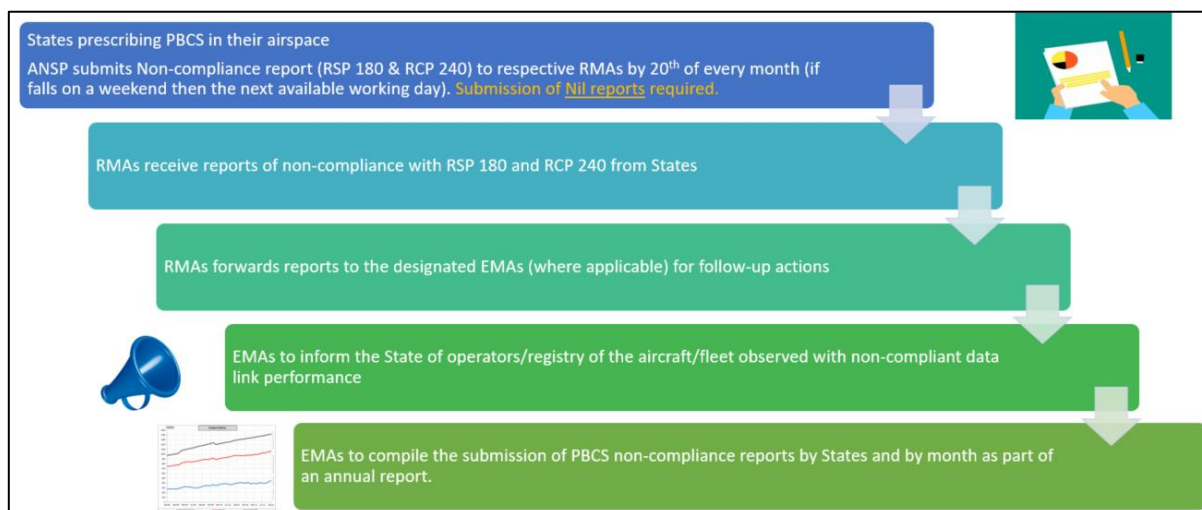 States prescribing PBCS in their airspace
ANSP submits Non-compliance report (RSP 180 & RCP 240) to respective RMAs by 20th of every month (if
falls on a weekend then the next available working day). Submission of Nil reports required.
RMAs receive reports of non-compliance with RSP 180 and RCP 240 from States
RMAs forwards reports to the designated EMAs (where applicable) for follow-up actions
EMAs to inform the State of operators/registry of the aircraft/fleet observed with non-compliant data
link performance
EMAs to compile the submission of PBCS non-compliance reports by States and by month as part of
an annual report.